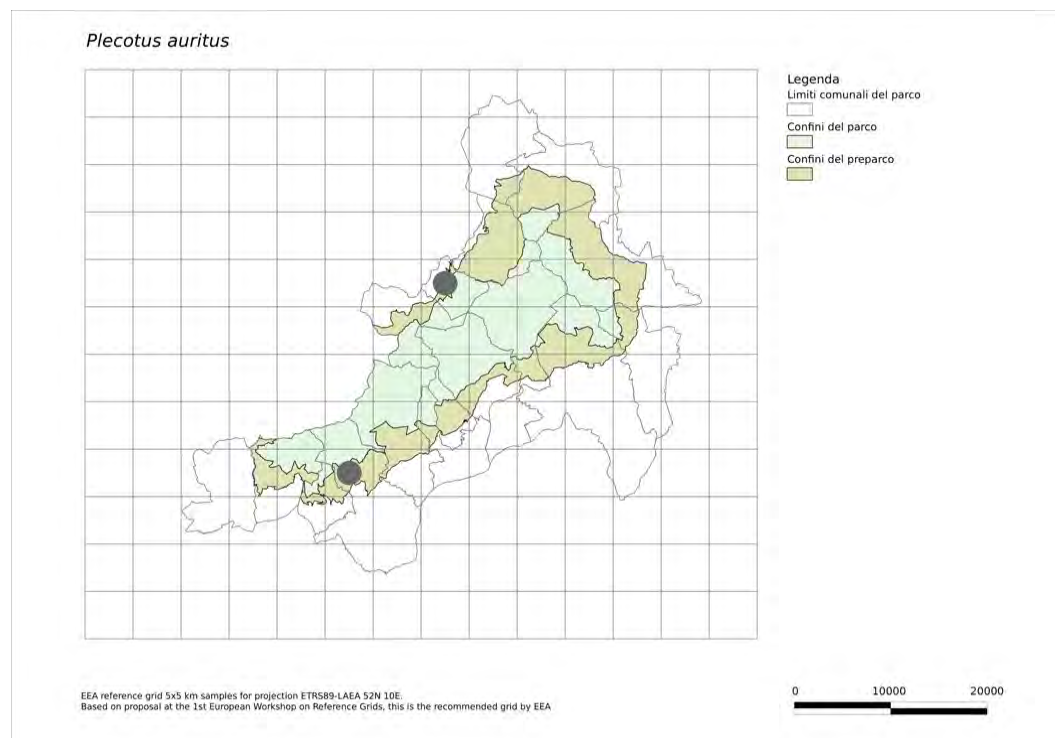 Plecotus auritus
Legenda
Limiti comunali del parco
Confini del parco
Confini del preparco
EEA reference grid 5x5 km samples for projection ETRS89-LAEA 52N 10E.
Based on proposal at the 1st European Workshop on Reference Grids, this is the recommended grid by EEA
0 10000 20000